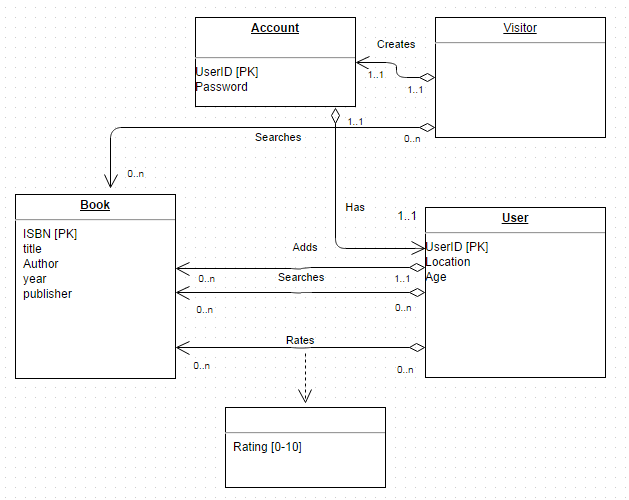 Account
UserID [PK]
Password
Visitor
Creates
1..1
1..1
1..1
Searches
0..n
0..n
Book
ISBN [PK]
title
Author
year
publisher
Has
1..1
User
UserID [PK]
Location
Age
Adds
0..n
1..1
Searches
0..n
0..n
Rates
0..n
0..n
Rating [0-10]